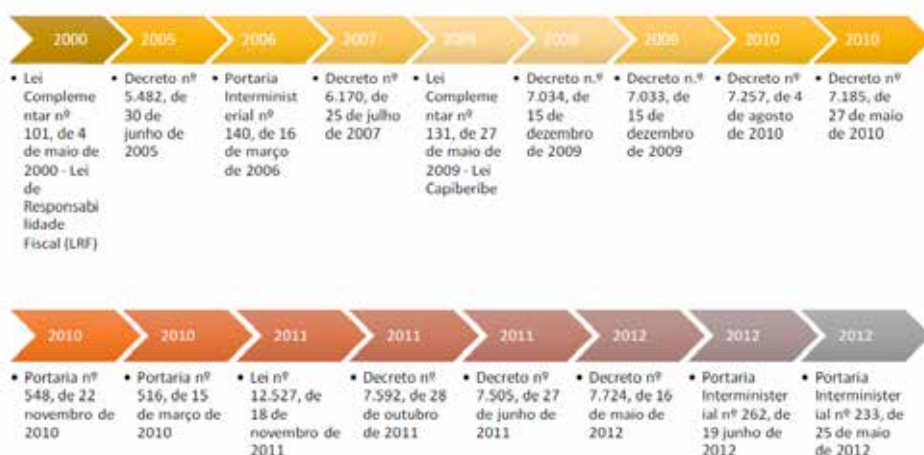 2000
2005
2006
2007
2009
2009
2009
2010
2010
• Lei
Compleme
ntar nº
101, de 4
de maio de
2000 - Lei
de
Responsabi
lidade
Fiscal (LRF)
• Decreto nº
5.482, de
30 de
junho de
2005
• Portaria
Interminist
erial nº
140, de 16
de março
de 2006
• Decreto nº
6.170, de
25 de julho
de 2007
• Lei
Compleme
ntar nº
131, de 27
de maio de
2009 - Lei
Capiberibe
• Decreto n.º
7.034, de
15 de
dezembro
de 2009
• Decreto n.º
7.033, de
15 de
dezembro
de 2009
• Decreto nº
7.257, de 4
de agosto
de 2010
• Decreto nº
7.185, de
27 de maio
de 2010
2010
2010
2011
2011
2011
2012
2012
2012
• Portaria nº
548, de 22
novembro de
2010
• Portaria nº
516, de 15
de março de
2010
• Lei nº
12.527, de
18 de
novembro de
2011
• Decreto nº
7.592, de 28
de outubro
de 2011
• Decreto nº
7.505, de 27
de junho de
2011
• Decreto nº
7.724, de 16
de maio de
2012
• Portaria
Interminister
ial nº 262, de
19 junho de
2012
• Portaria
Interminister
ial nº 233, de
25 de maio
de 2012